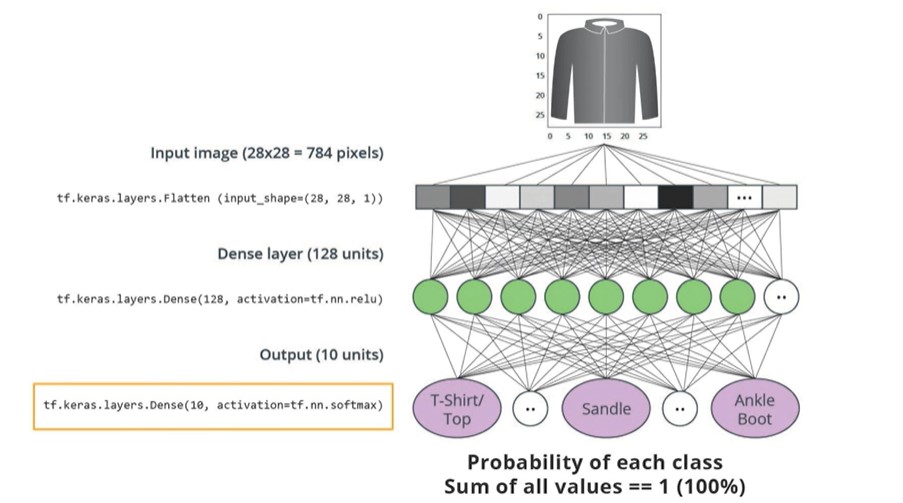 0
5
10
15
20
25
0 5 10 15 20 25
Input image (28x28 = 784 pixels)
tf.keras.layers.Flatten (input_shape=(28, 28, 1))
...
Dense layer (128 units)
tf.keras.layers.Dense(128, activation=tf.nn.relu)
..
Output (10 units)
tf.keras.layers.Dense(10, activation=tf.nn.softmax)
T-Shirt/
Top
..
Sandle
..
Ankle
Boot
Probability of each class
Sum of all values == 1 (100%)